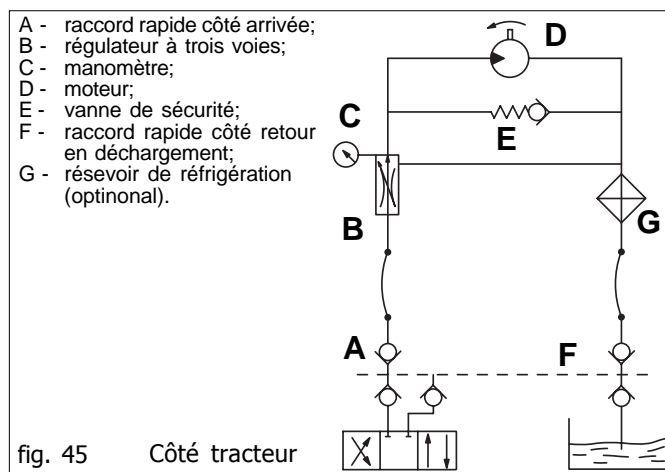 A - raccord rapide côté arrivée;
B - régulateur à trois voies;
C - manomètre;
D - moteur;
E - vanne de sécurité;
F - raccord rapide côté retour
en déchargement;
G - résevoir de réfrigération
(optinonal).
D
C
E
B
G
A
F
fig. 45 Côté tracteur